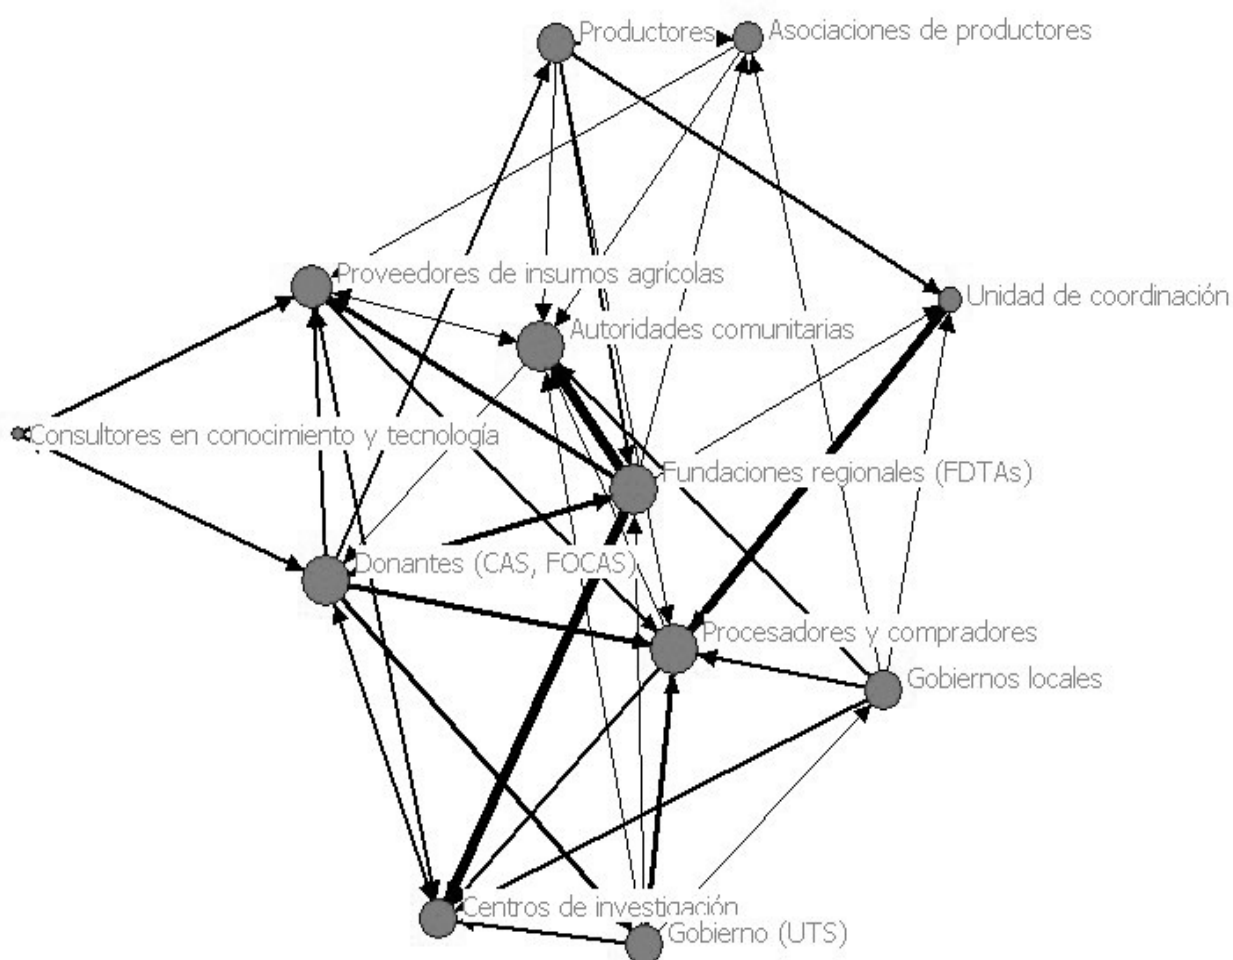 Productores
Asociaciones de productores
Proveedores de insumos agrícolas
Unidad de coordinación
Autoridades comunitarias
Consultores en conocimiento y tecnología
Fundaciones regionales (FDTAs)
Donantes (CAS, FOCAS)
Procesadores y compradores
Gobiernos locales
Centros de investigación
Gobierno (UTS)